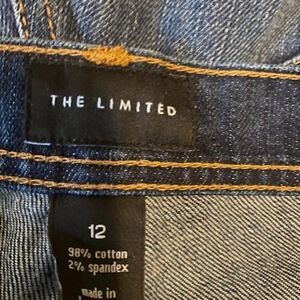 THE LIMITED
12
98% cotton
2% spandex
made in